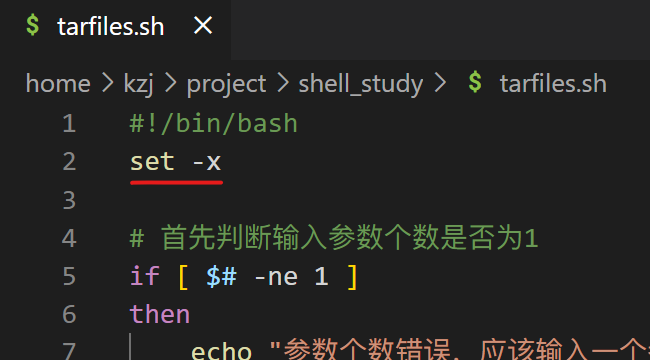 $ tarfiles.sh ×
home > kzj > project > shell_study > $ tarfiles.sh
1 #!/bin/bash
2 set -x
3
4 # 首先判断输入参数个数是否为1
5 if [ $# -ne 1 ]
6 then
7 echo "参数个数错误，应该输入一个